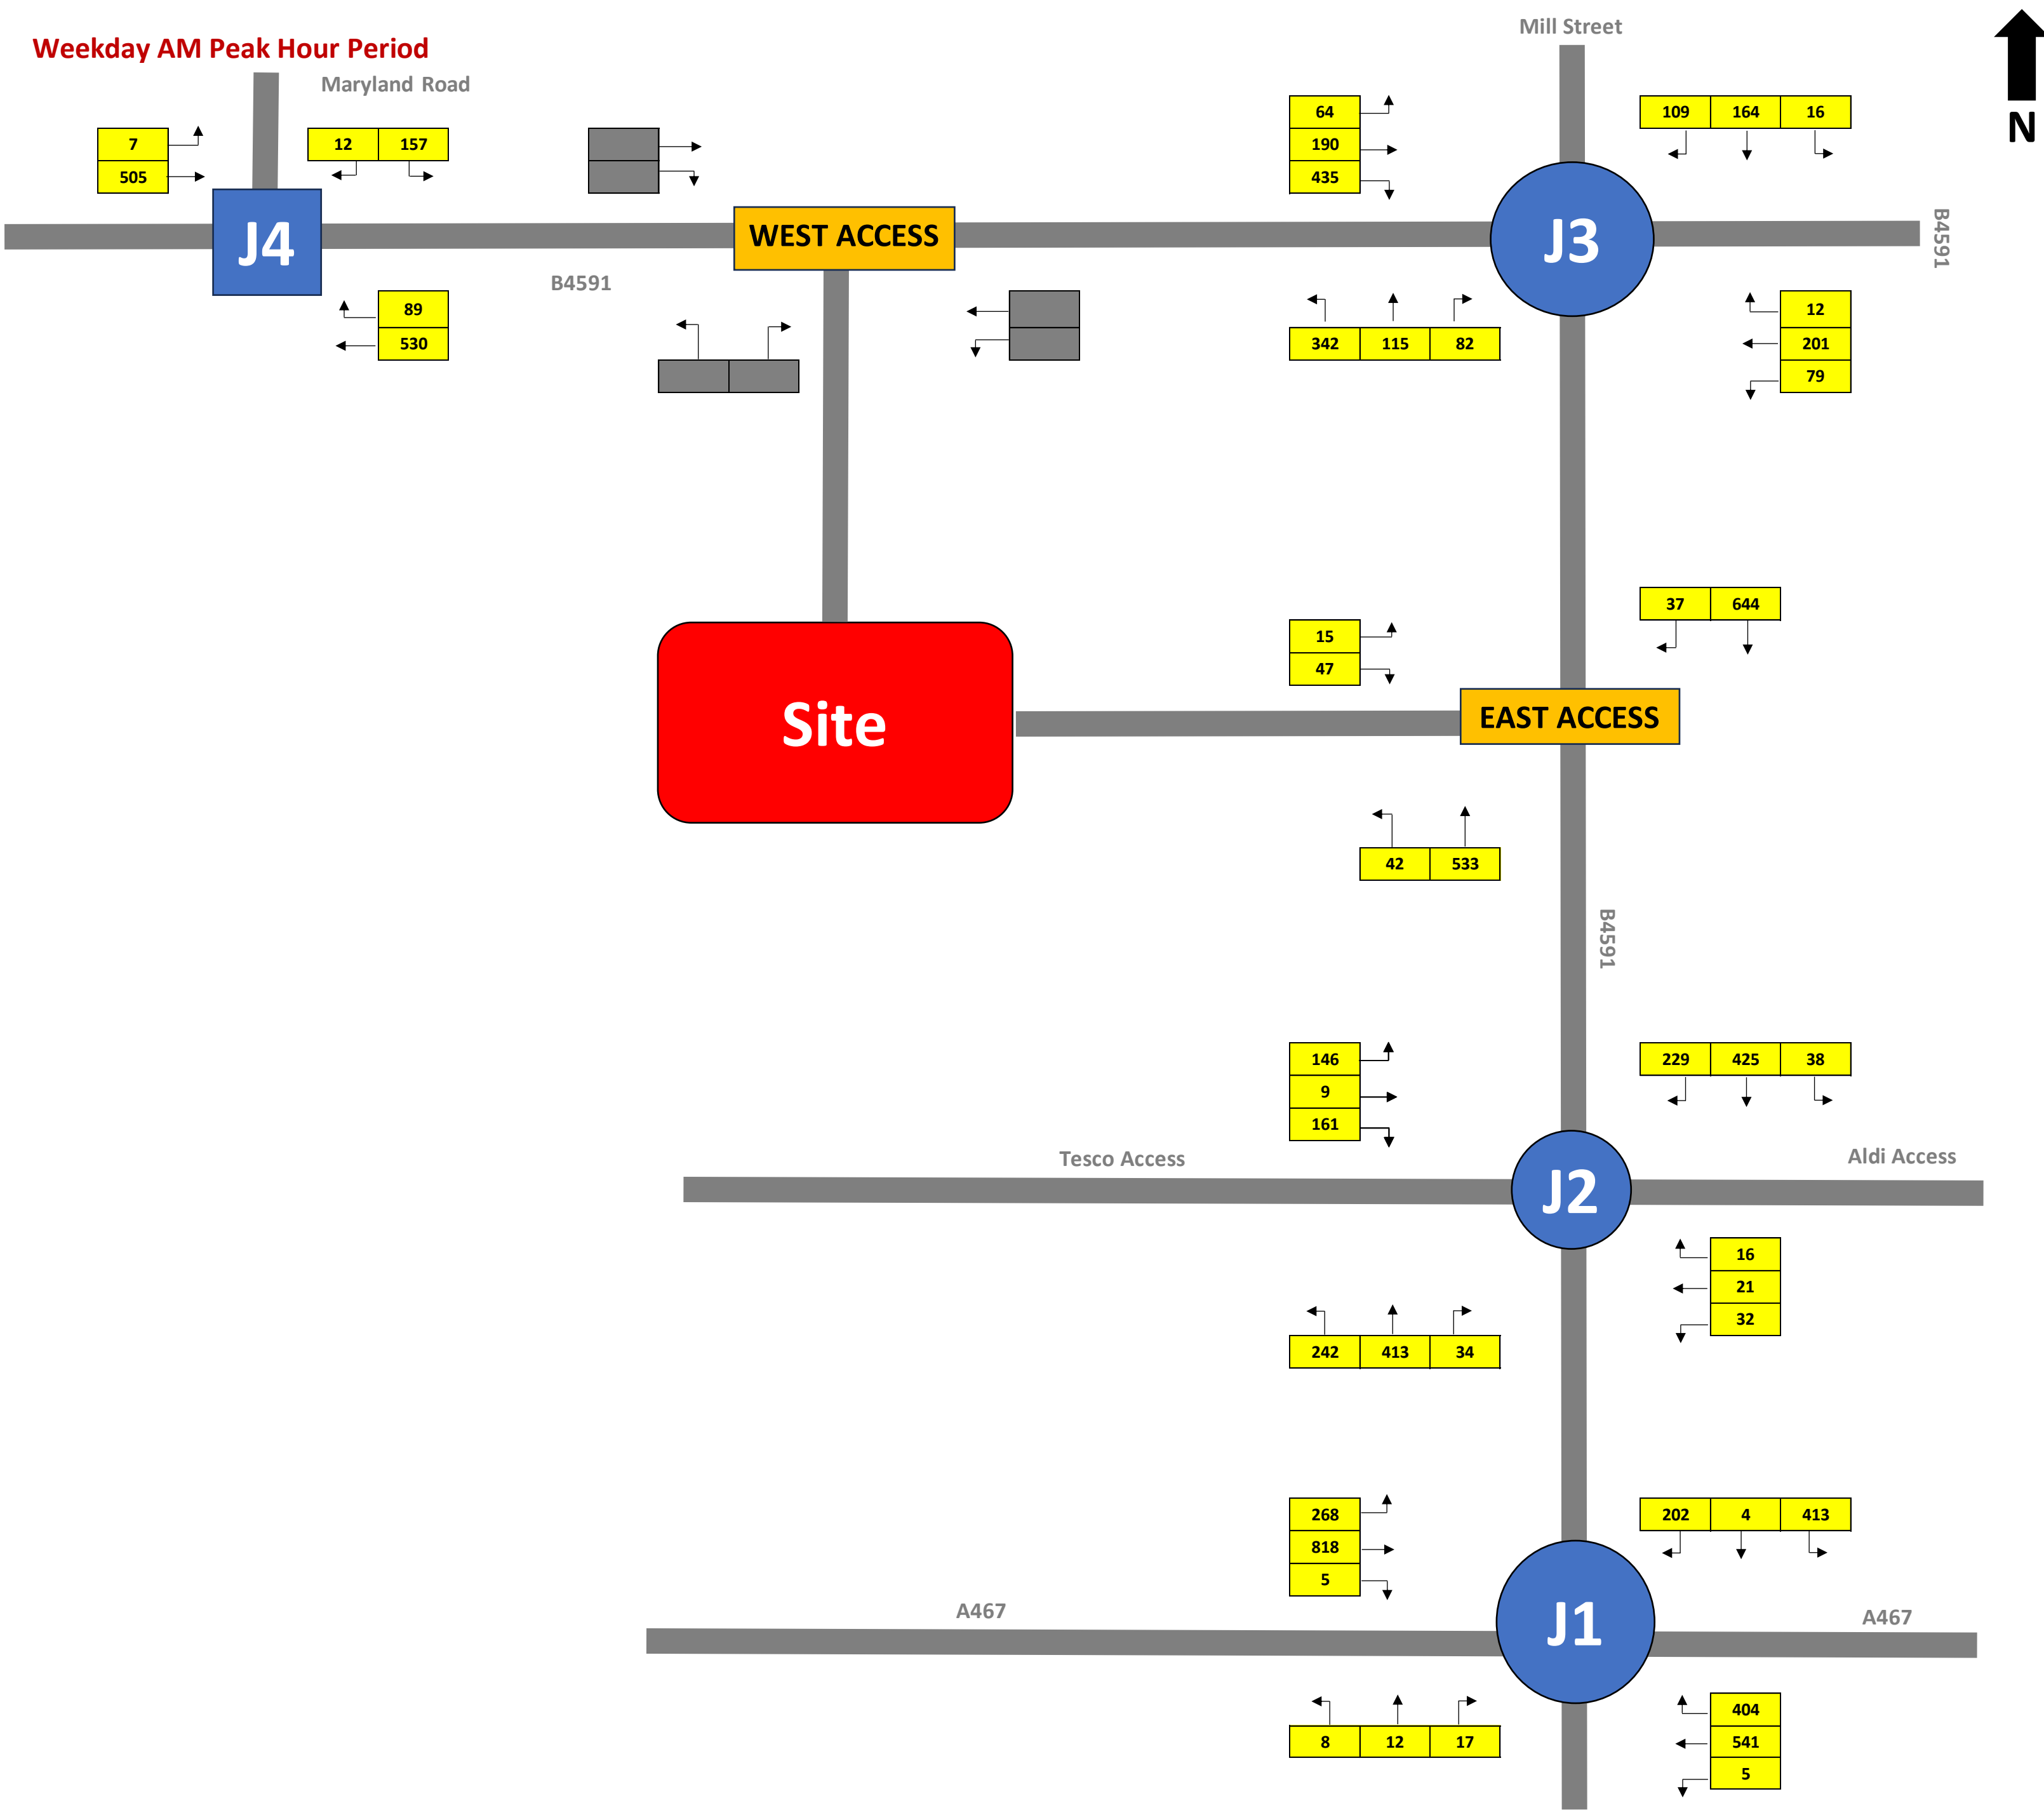 Mill Street
Weekday AM Peak Hour Period
Maryland Road
N
7
505
12 157
64
190
435
109 164 16
J4
WEST ACCESS
J3
B4591
B4591
89
530
342 115 82
12
201
79
37 644
15
47
Site
EAST ACCESS
42 533
B4591
146
9
161
229 425 38
Tesco Access
Aldi Access
J2
16
21
32
242 413 34
268
818
5
202 4 413
A467
A467
J1
8 12 17
404
541
5